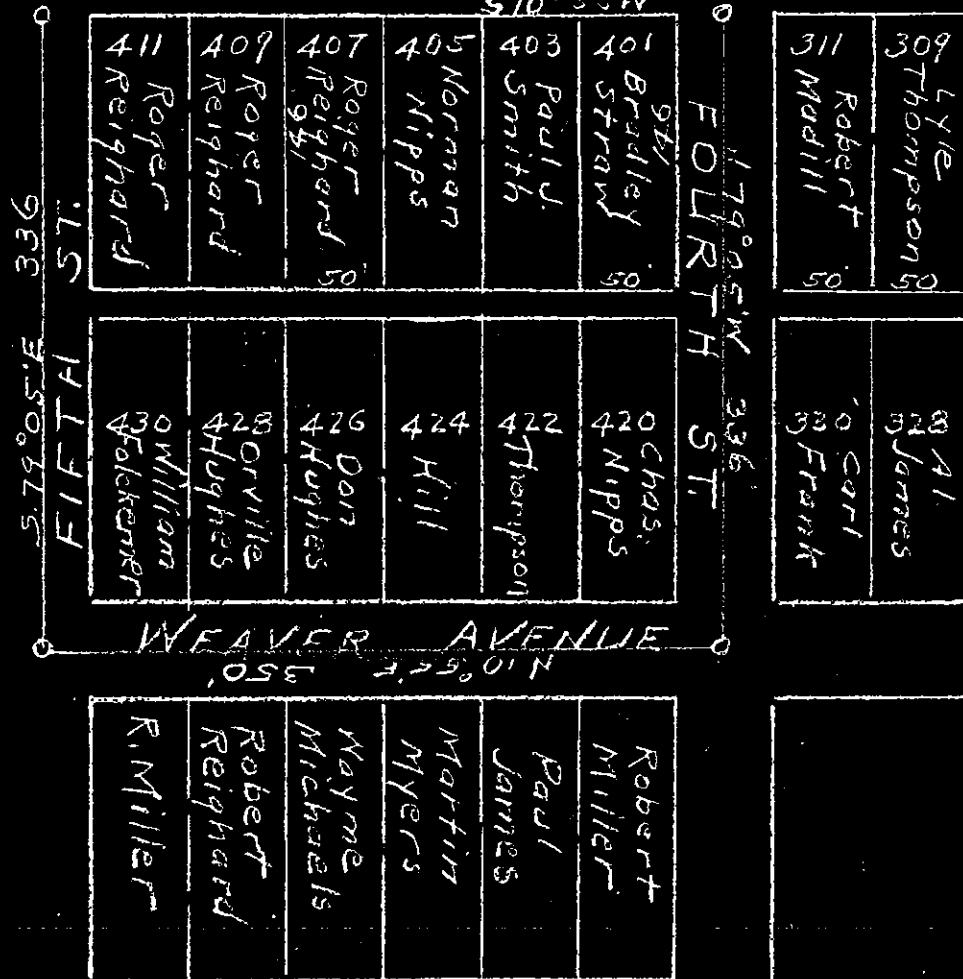 411
Roger
Reighard
409
Roger
Reighard
407
Roger
Reighard
50'
405
Norman
Nipps
403
Paul J.
Smith
401
Bradley
Straw
50'
311
Robert
Madill
50'
309
Lyle
Thompson
50
FIFTH ST.
S.79°05'E 336
FOURTH ST.
N 79°05'W 336
430
William
Folckemer
428
Orville
Hughes
426
Don
Hughes
424
Hill
422
Thompson
420
Chas.
Nipps
330
Carl
Frank
328
Al.
James
WEAVER AVENUE
350'
R. Miller
Robert
Reighard
Wayne
Michaels
Martin
Myers
Paul
James
Robert
Miller